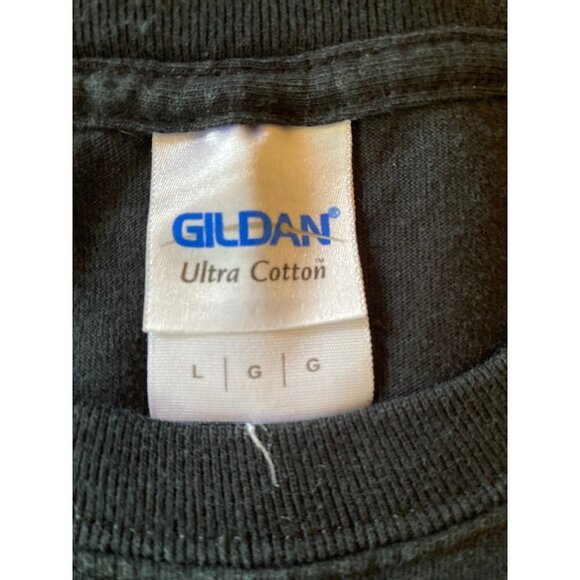 GILDAN®
Ultra Cotton™
L | G | G